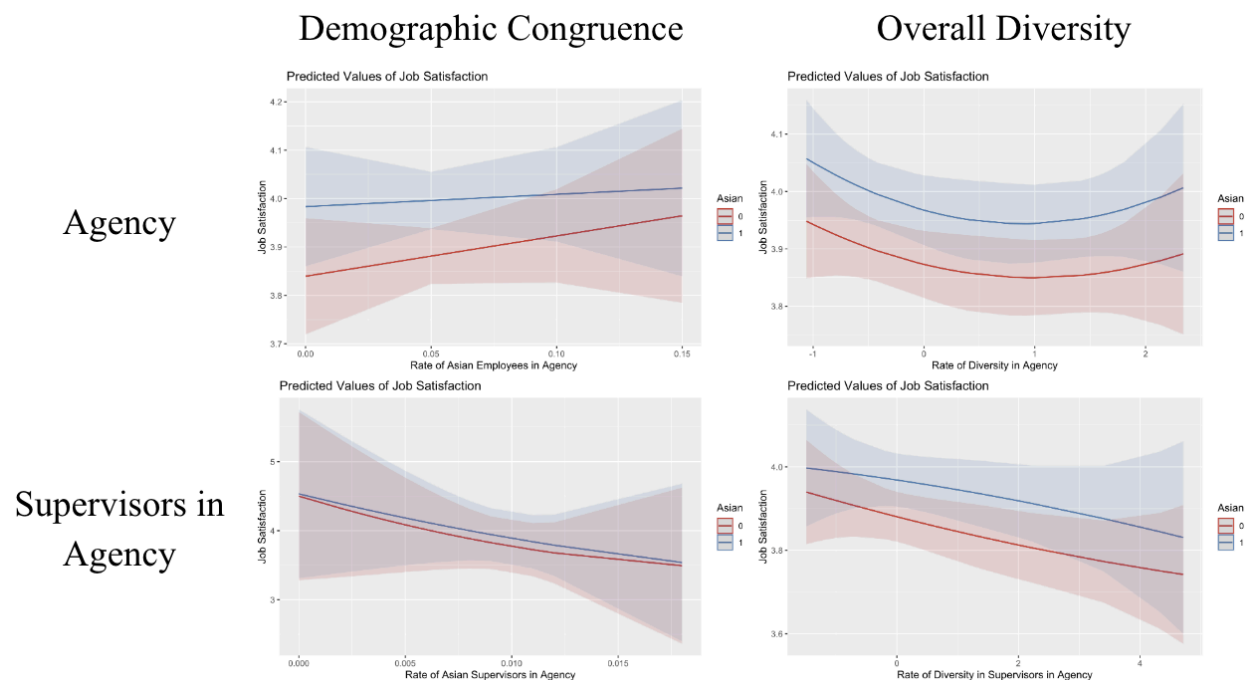 Demographic Congruence
Overall Diversity
Agency
Predicted Values of Job Satisfaction
4.2
4.1
4.0
3.9
3.8
3.7
Job Satisfaction
0.00 0.05 0.10 0.15
Rate of Asian Employees in Agency
Asian
0
1
Predicted Values of Job Satisfaction
4.1
4.0
3.9
3.8
Job Satisfaction
-1 0 1 2
Rate of Diversity in Agency
Asian
0
1
Supervisors in
Agency
Predicted Values of Job Satisfaction
5
4
3
Job Satisfaction
0.000 0.005 0.010 0.015
Rate of Asian Supervisors in Agency
Asian
0
1
Predicted Values of Job Satisfaction
4.0
3.8
3.6
Job Satisfaction
0 2 4
Rate of Diversity in Supervisors in Agency
Asian
0
1